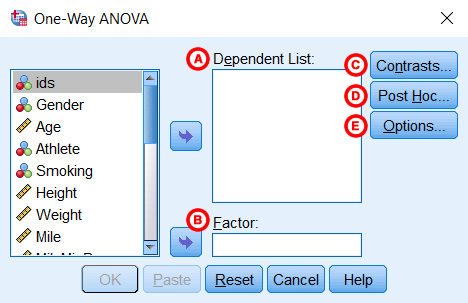 One-Way ANOVA
A Dependent List:
C Contrasts...
ids
Gender
D Post Hoc...
Age
E Options...
Athlete
Smoking
Height
Weight
B Factor:
Mile
OK Paste Reset Cancel Help